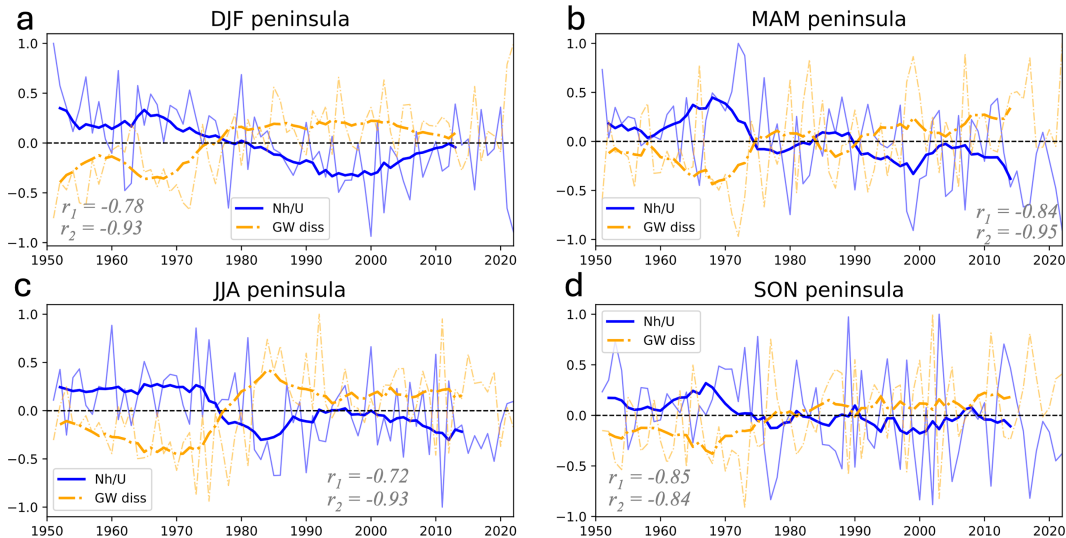 a
DJF peninsula
1.0
0.5
0.0
−0.5
−1.0
r1 = -0.78
r2 = -0.93
Nh/U
GW diss
1950 1960 1970 1980 1990 2000 2010 2020
b
MAM peninsula
1.0
0.5
0.0
−0.5
−1.0
Nh/U
GW diss
r1 = -0.84
r2 = -0.95
1950 1960 1970 1980 1990 2000 2010 2020
c
JJA peninsula
1.0
0.5
0.0
−0.5
−1.0
Nh/U
GW diss
r1 = -0.72
r2 = -0.93
1950 1960 1970 1980 1990 2000 2010 2020
d
SON peninsula
1.0
0.5
0.0
−0.5
−1.0
Nh/U
GW diss
r1 = -0.85
r2 = -0.84
1950 1960 1970 1980 1990 2000 2010 2020